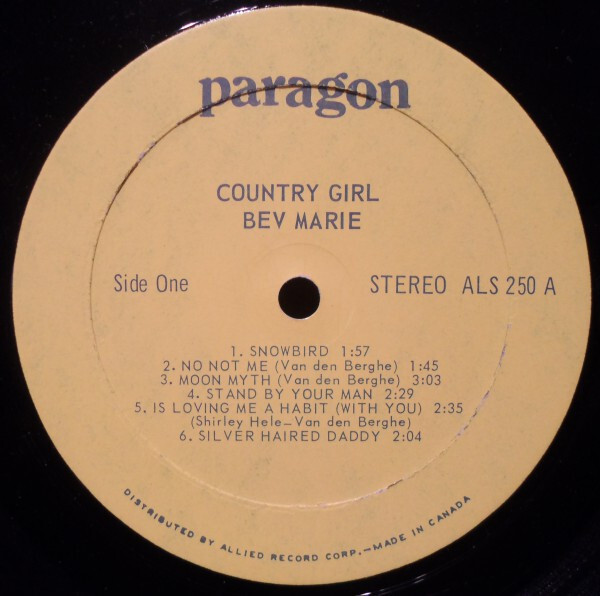 paragon
COUNTRY GIRL
BEV MARIE
Side One
STEREO ALS 250 A
1. SNOWBIRD 1:57
2. NO NOT ME (Van den Berghe) 1:45
3. MOON MYTH (Van den Berghe) 3:03
4. STAND BY YOUR MAN 2:29
5. IS LOVING ME A HABIT (WITH YOU) 2:35
(Shirley Hele-Van den Berghe)
6. SILVER HAIRED DADDY 2:04
DISTRIBUTED BY ALLIED RECORD CORP.-MADE IN CANADA